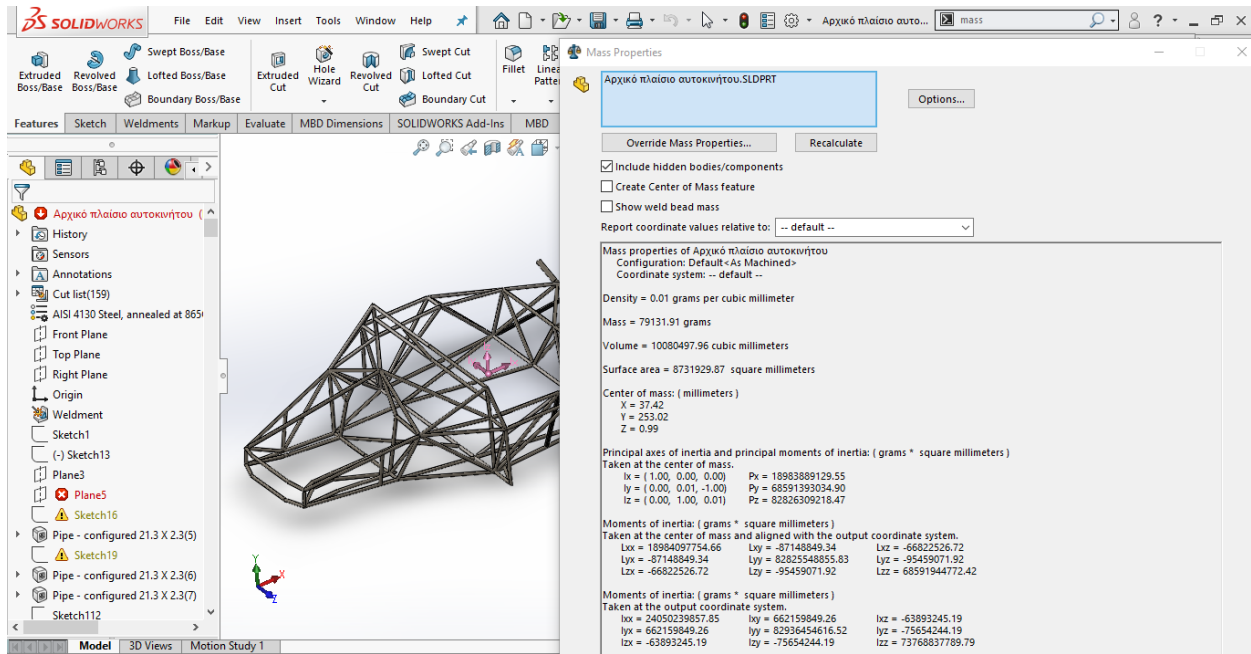 SOLIDWORKS File Edit View Insert Tools Window Help Αρχικό πλαίσιο αυτο... mass ?
Extruded Boss/Base
Revolved Boss/Base
Swept Boss/Base
Lofted Boss/Base
Boundary Boss/Base
Extruded Cut
Hole Wizard
Revolved Cut
Swept Cut
Lofted Cut
Boundary Cut
Fillet
Linea
Patte
Features Sketch Weldments Markup Evaluate MBD Dimensions SOLIDWORKS Add-Ins MBD
Αρχικό πλαίσιο αυτοκινήτου (
History
Sensors
Annotations
Cut list(159)
AISI 4130 Steel, annealed at 865
Front Plane
Top Plane
Right Plane
Origin
Weldment
Sketch1
(-) Sketch13
Plane3
Plane5
Sketch16
Pipe - configured 21.3 X 2.3(5)
Sketch19
Pipe - configured 21.3 X 2.3(6)
Pipe - configured 21.3 X 2.3(7)
Sketch112
Y
X
Z
Model 3D Views Motion Study 1
Mass Properties
Αρχικό πλαίσιο αυτοκινήτου.SLDPRT
Options...
Override Mass Properties... Recalculate
Include hidden bodies/components
Create Center of Mass feature
Show weld bead mass
Report coordinate values relative to: -- default --
Mass properties of Αρχικό πλαίσιο αυτοκινήτου
Configuration: Default<As Machined>
Coordinate system: -- default --
Density = 0.01 grams per cubic millimeter
Mass = 79131.91 grams
Volume = 10080497.96 cubic millimeters
Surface area = 8731929.87 square millimeters
Center of mass: ( millimeters )
X = 37.42
Y = 253.02
Z = 0.99
Principal axes of inertia and principal moments of inertia: ( grams * square millimeters )
Taken at the center of mass.
Ix = ( 1.00, 0.00, 0.00) Px = 18983889129.55
Iy = ( 0.00, 0.01, -1.00) Py = 68591393034.90
Iz = ( 0.00, 1.00, 0.01) Pz = 82826309218.47
Moments of inertia: ( grams * square millimeters )
Taken at the center of mass and aligned with the output coordinate system.
Lxx = 18984097754.66 Lxy = -87148849.34 Lxz = -66822526.72
Lyx = -87148849.34 Lyy = 82825548855.83 Lyz = -95459071.92
Lzx = -66822526.72 Lzy = -95459071.92 Lzz = 68591944772.42
Moments of inertia: ( grams * square millimeters )
Taken at the output coordinate system.
Ixx = 24050239857.85 Ixy = 662159849.26 Ixz = -63893245.19
Iyx = 662159849.26 Iyy = 82936454616.52 Iyz = -75654244.19
Izx = -63893245.19 Izy = -75654244.19 Izz = 73768837789.79